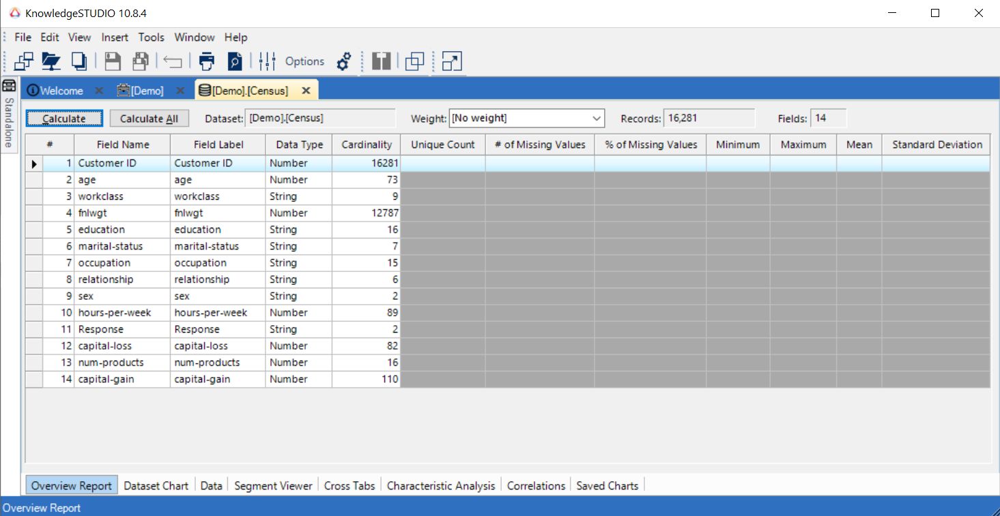 KnowledgeSTUDIO 10.8.4
File Edit View Insert Tools Window Help
Options
Standalone
Welcome [Demo] [Demo].[Census]
Calculate Calculate All Dataset: [Demo].[Census] Weight: [No weight] Records: 16,281 Fields: 14
# Field Name Field Label Data Type Cardinality Unique Count # of Missing Values % of Missing Values Minimum Maximum Mean Standard Deviation
1 Customer ID Customer ID Number 16281
2 age age Number 73
3 workclass workclass String 9
4 fnlwgt fnlwgt Number 12787
5 education education String 16
6 marital-status marital-status String 7
7 occupation occupation String 15
8 relationship relationship String 6
9 sex sex String 2
10 hours-per-week hours-per-week Number 89
11 Response Response String 2
12 capital-loss capital-loss Number 82
13 num-products num-products Number 16
14 capital-gain capital-gain Number 110
Overview Report Dataset Chart Data Segment Viewer Cross Tabs Characteristic Analysis Correlations Saved Charts
Overview Report